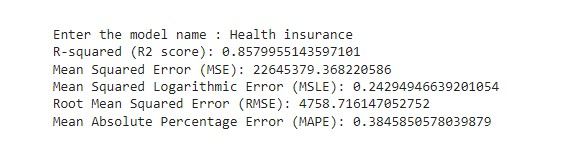 Enter the model name : Health insurance
R-squared (R2 score): 0.8579955143597101
Mean Squared Error (MSE): 22645379.368220586
Mean Squared Logarithmic Error (MSLE): 0.24294946639201054
Root Mean Squared Error (RMSE): 4758.716147052752
Mean Absolute Percentage Error (MAPE): 0.3845850578039879